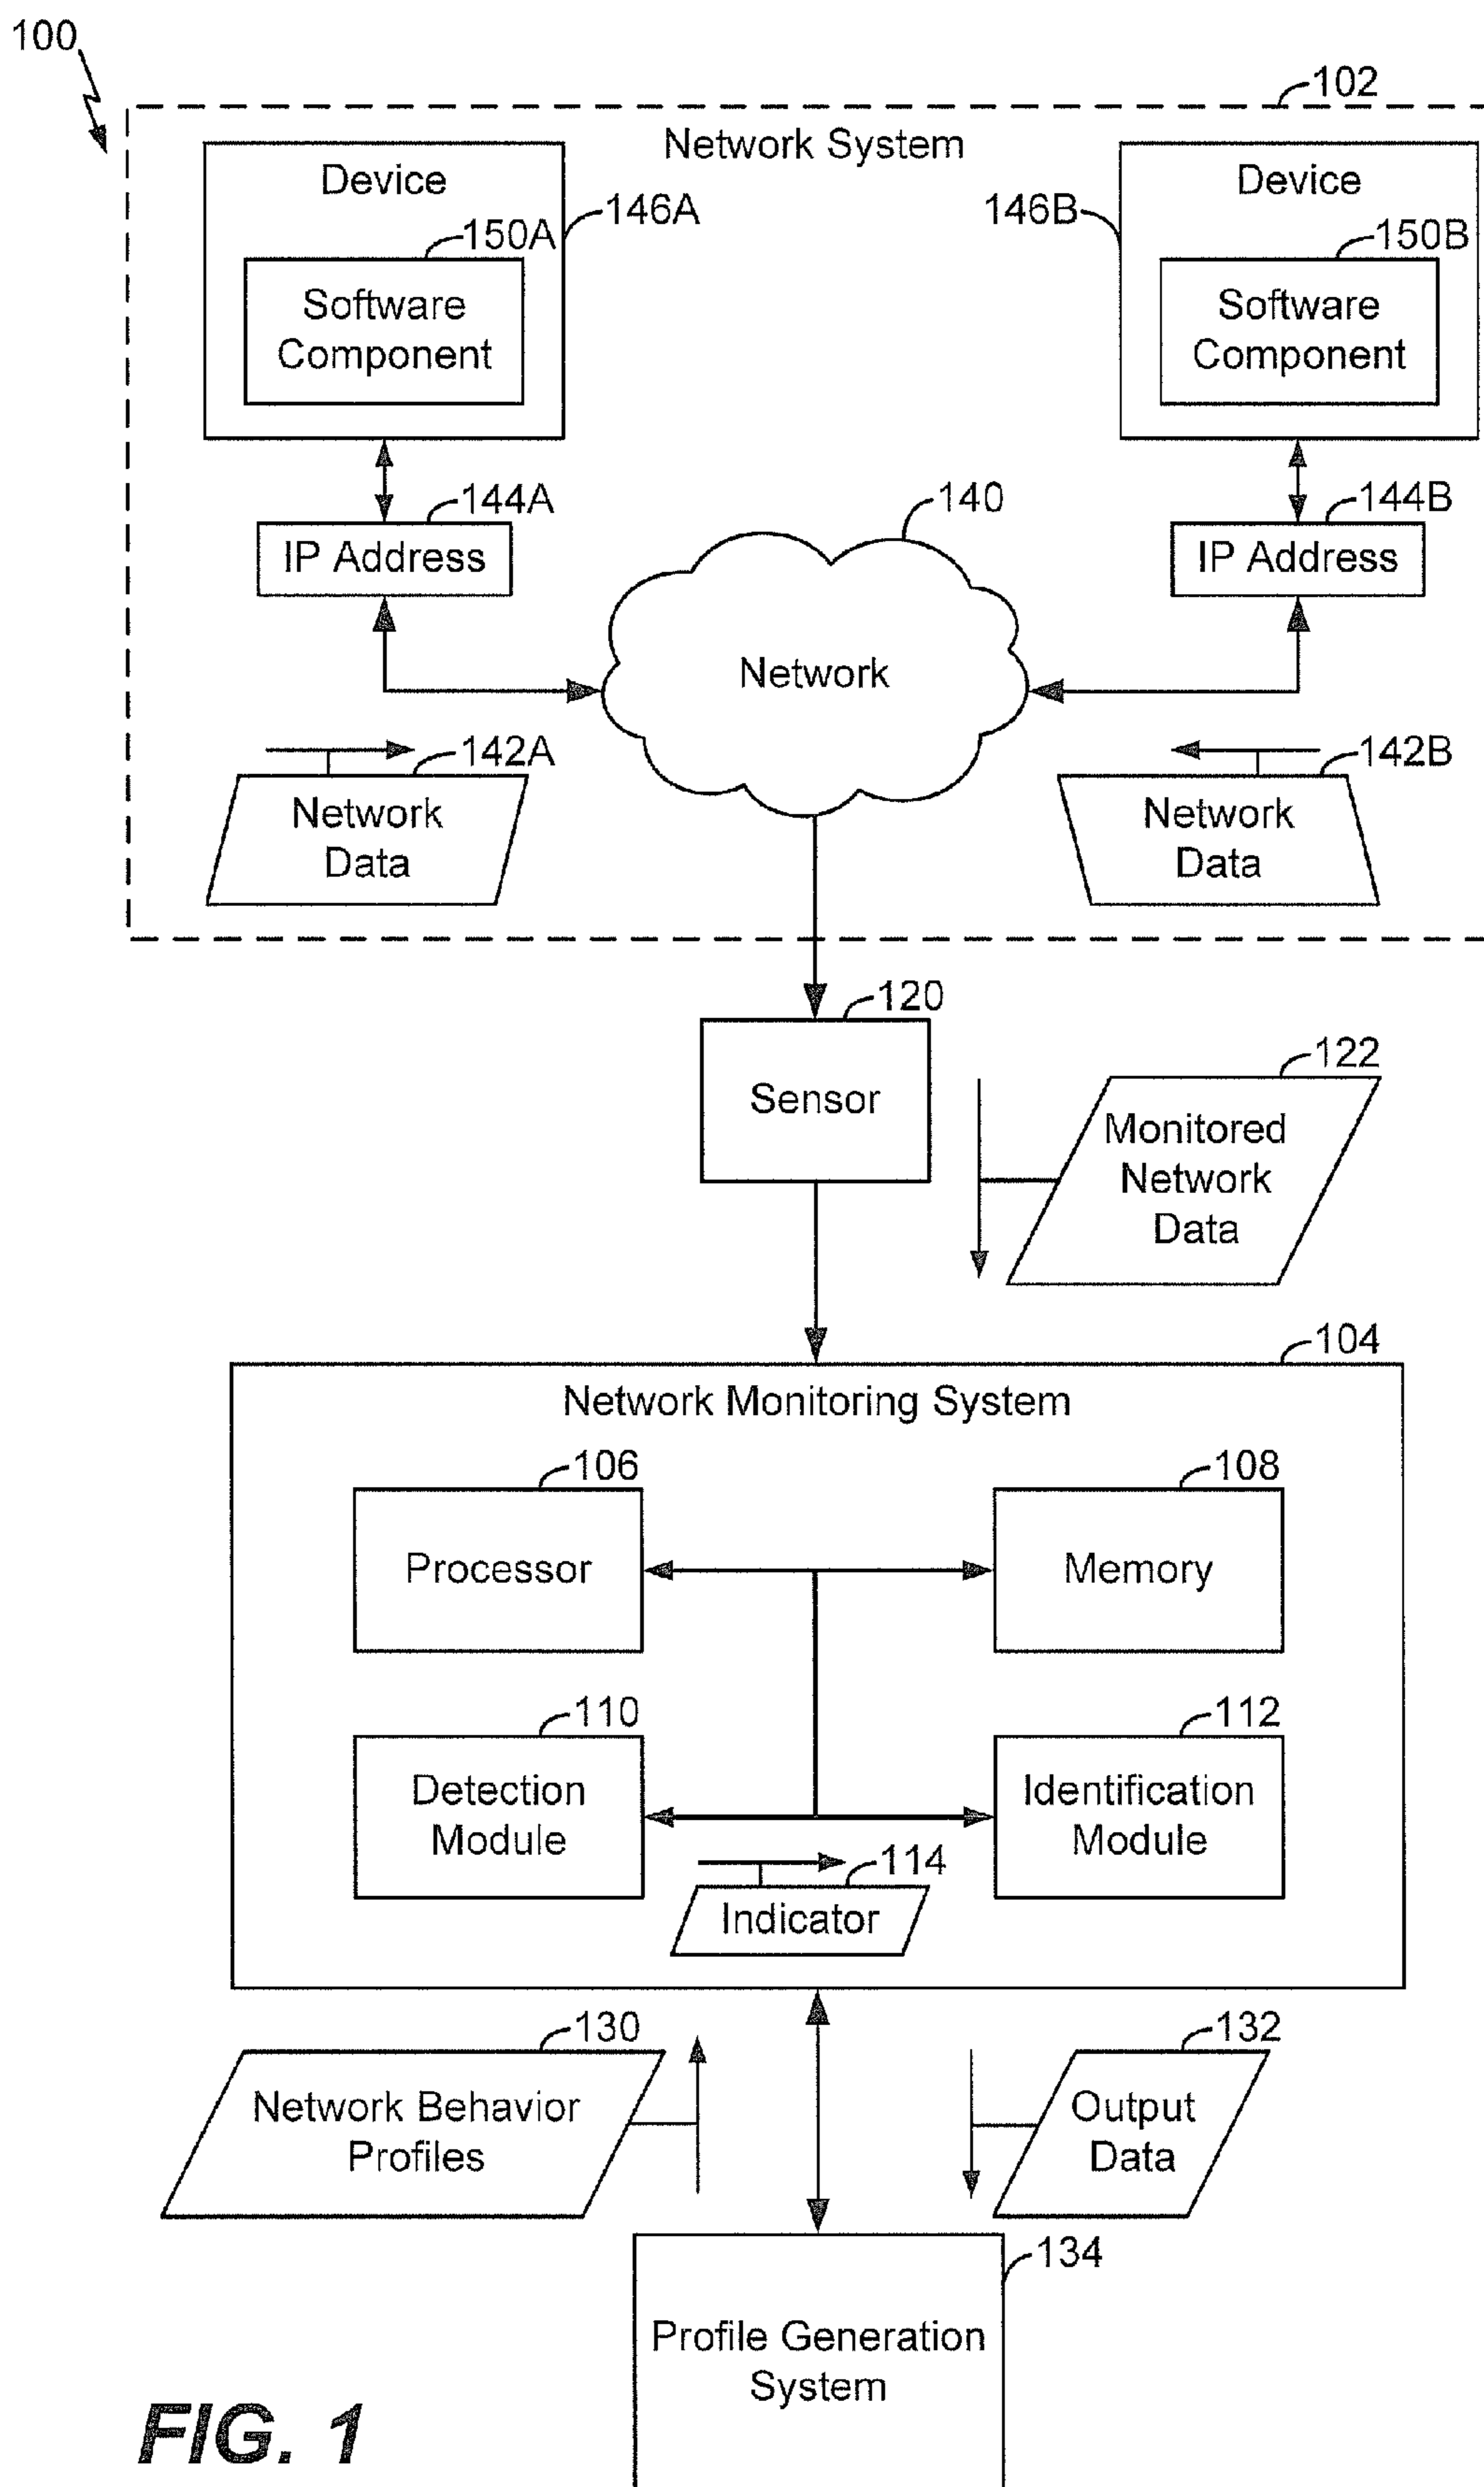 100
102
Network System
Device
146A
146B
Device
150A
150B
Software
Component
Software
Component
144A
140
144B
IP Address
IP Address
Network
142A
142B
Network
Data
Network
Data
120
Sensor
122
Monitored
Network
Data
104
Network Monitoring System
106
108
Processor
Memory
110
112
Detection
Module
Identification
Module
114
Indicator
130
132
Network Behavior
Profiles
Output
Data
134
Profile Generation
System
FIG. 1